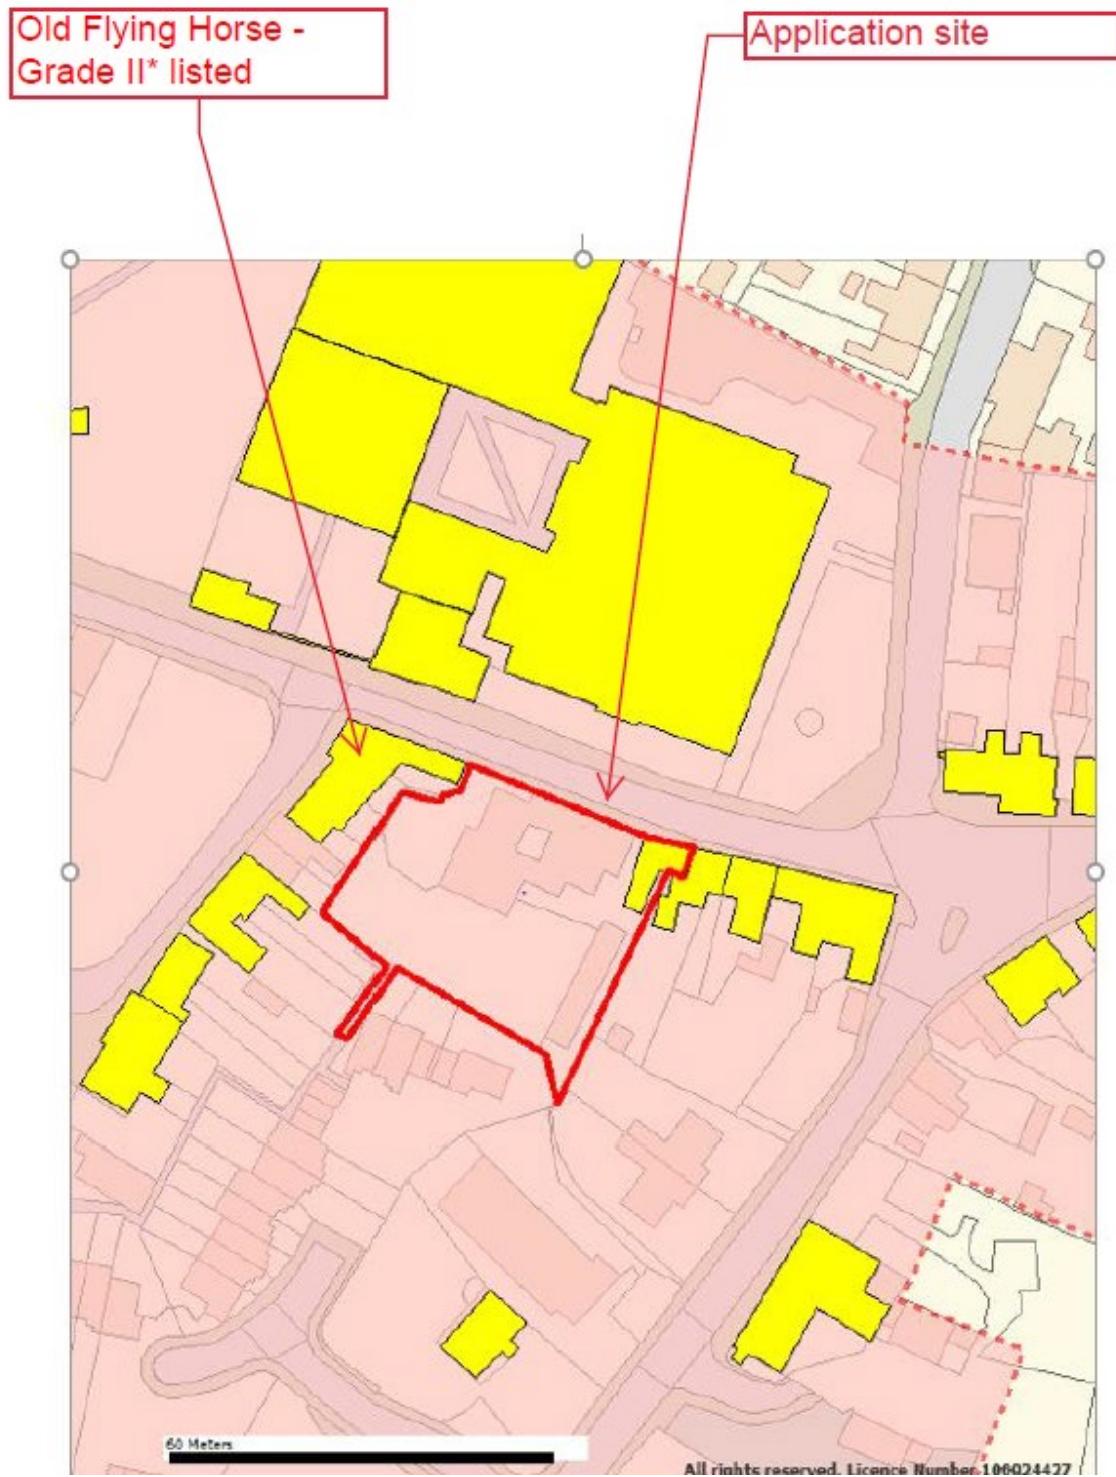 Old Flying Horse -
Grade II* listed
Application site
60 Meters
All rights reserved. Licence Number 100024427